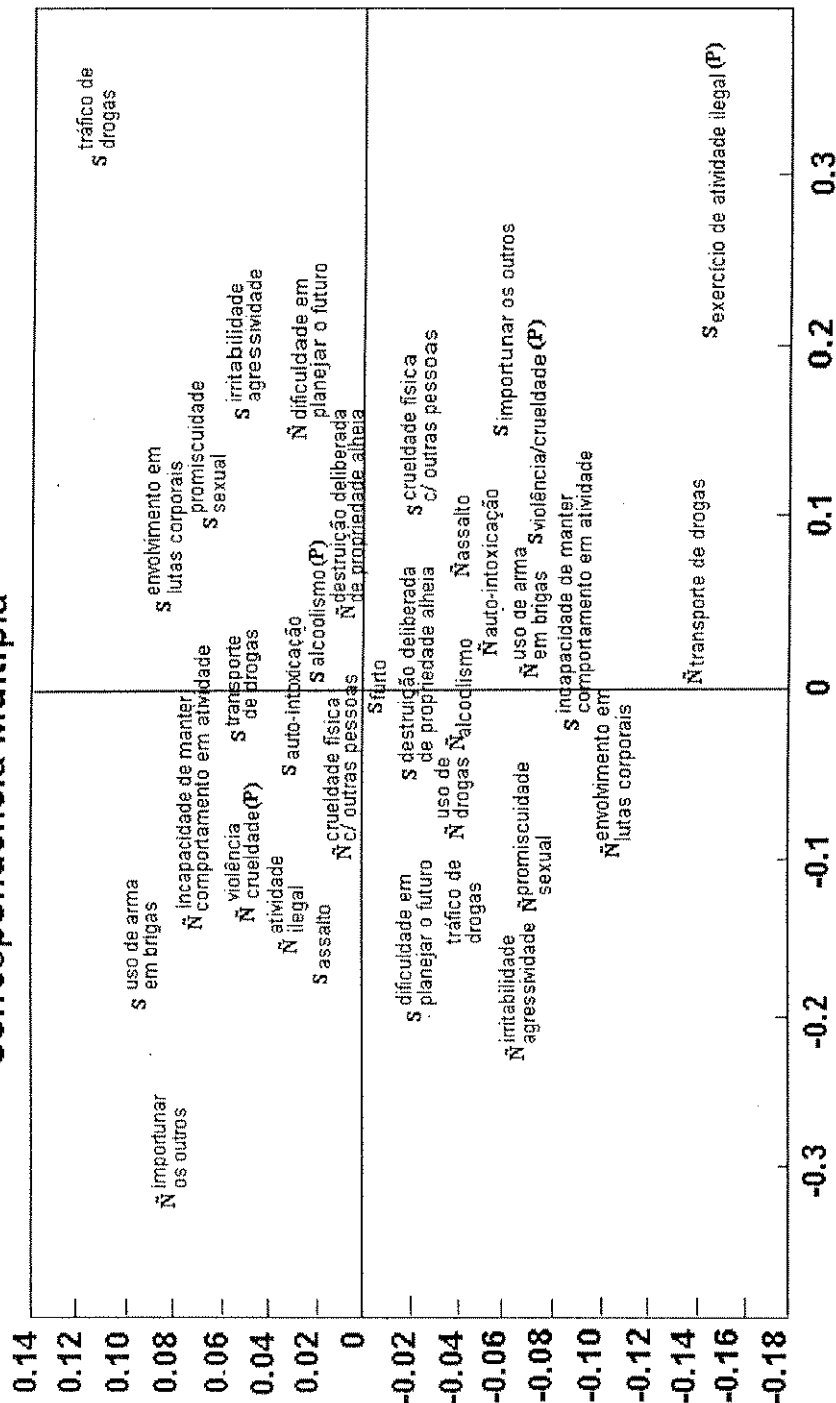 Correspondência Múltipla
0.14
0.12
0.10
0.08
0.06
0.04
0.02
0
-0.02
-0.04
-0.06
-0.08
-0.10
-0.12
-0.14
-0.16
-0.18
S tráfico de
drogas
S uso de arma
em brigas
Ñ importunar
os outros
S envolvimento em
lutas corporais
Ñ incapacidade de manter
comportamento em atividade
S promiscuidade
sexual
Ñ violência
crueldade (P)
S transporte
de drogas
S irritabilidade
agressividade
Ñ atividade
ilegal
S auto-intoxicação
Ñ dificuldade em
planejar o futuro
S assalto
S alcoolismo (P)
Ñ crueldade física
c/ outras pessoas
Ñ destruição deliberada
de propriedade alheia
S furto
S dificuldade em
planejar o futuro
S destruição deliberada
de propriedade alheia
S crueldade física
c/ outras pessoas
tráfico de
drogas
uso de
Ñ drogas
Ñ alcoolismo
Ñ assalto
Ñ irritabilidade
agressividade
Ñ promiscuidade
sexual
Ñ auto-intoxicação
S importunar os outros
Ñ uso de arma
em brigas
S violência/crueldade (P)
S incapacidade de manter
comportamento em atividade
Ñ envolvimento em
lutas corporais
Ñ transporte de drogas
S exercício de atividade ilegal (P)
-0.3
-0.2
-0.1
0
0.1
0.2
0.3